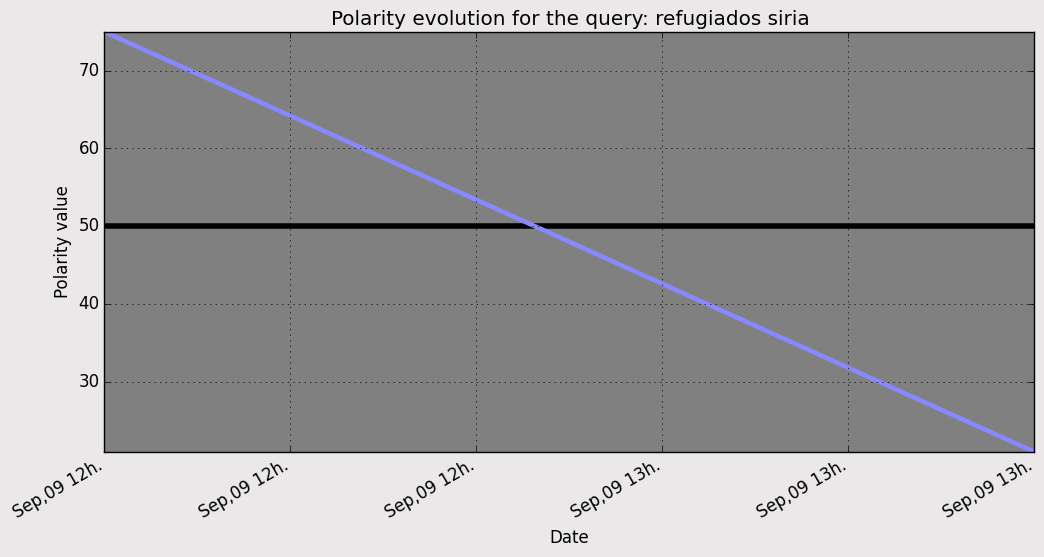 Polarity evolution for the query: refugiados siria
70
60
50
40
30
Polarity value
Sep,09 12h.
Sep,09 12h.
Sep,09 12h.
Sep,09 13h.
Sep,09 13h.
Sep,09 13h.
Date